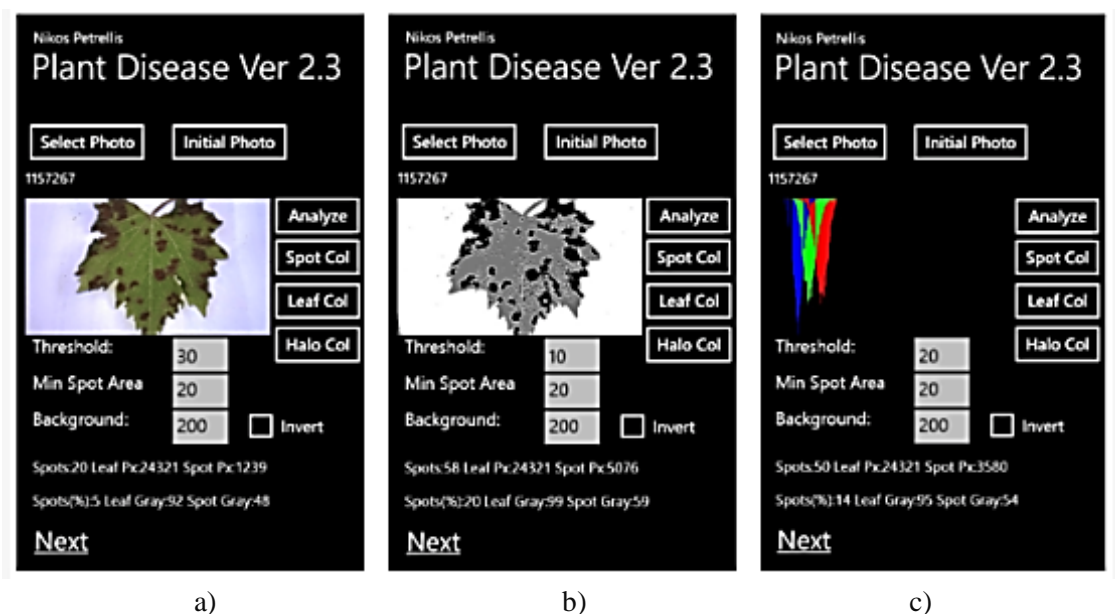 Nikos Petrellis
Plant Disease Ver 2.3
Select Photo Initial Photo
1157267
Analyze
Spot Col
Leaf Col
Halo Col
Threshold: 30
Min Spot Area 20
Background: 200 Invert
Spots:20 Leaf Px:24321 Spot Px:1239
Spots(%):5 Leaf Gray:92 Spot Gray:48
Next
a)
Nikos Petrellis
Plant Disease Ver 2.3
Select Photo Initial Photo
1157267
Analyze
Spot Col
Leaf Col
Halo Col
Threshold: 10
Min Spot Area 20
Background: 200 Invert
Spots:58 Leaf Px:24321 Spot Px:5076
Spots(%):20 Leaf Gray:99 Spot Gray:59
Next
b)
Nikos Petrellis
Plant Disease Ver 2.3
Select Photo Initial Photo
1157267
Analyze
Spot Col
Leaf Col
Halo Col
Threshold: 20
Min Spot Area 20
Background: 200 Invert
Spots:50 Leaf Px:24321 Spot Px:3580
Spots(%):14 Leaf Gray:95 Spot Gray:54
Next
c)